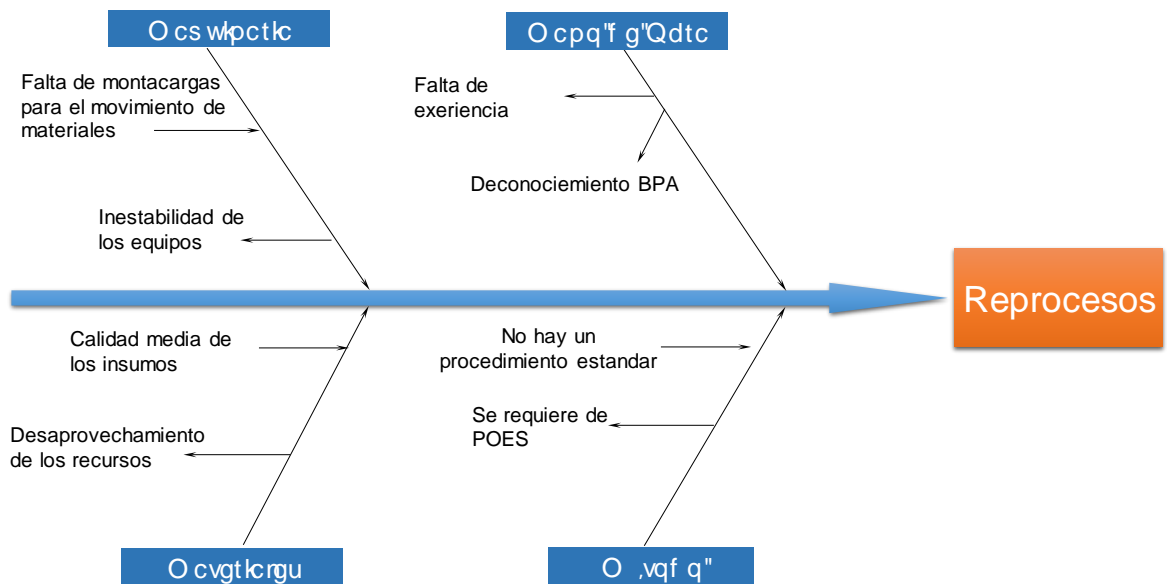 O cs wkpctkc
O cpq"f g"Qdtc
Falta de montacargas
para el movimiento de
materiales
Falta de
exeriencia
Deconociemiento BPA
Inestabilidad de
los equipos
Reprocesos
Calidad media de
los insumos
No hay un
procedimiento estandar
Se requiere de
POES
Desaprovechamiento
de los recursos
O cvgtkcngu
O ,vqf q"